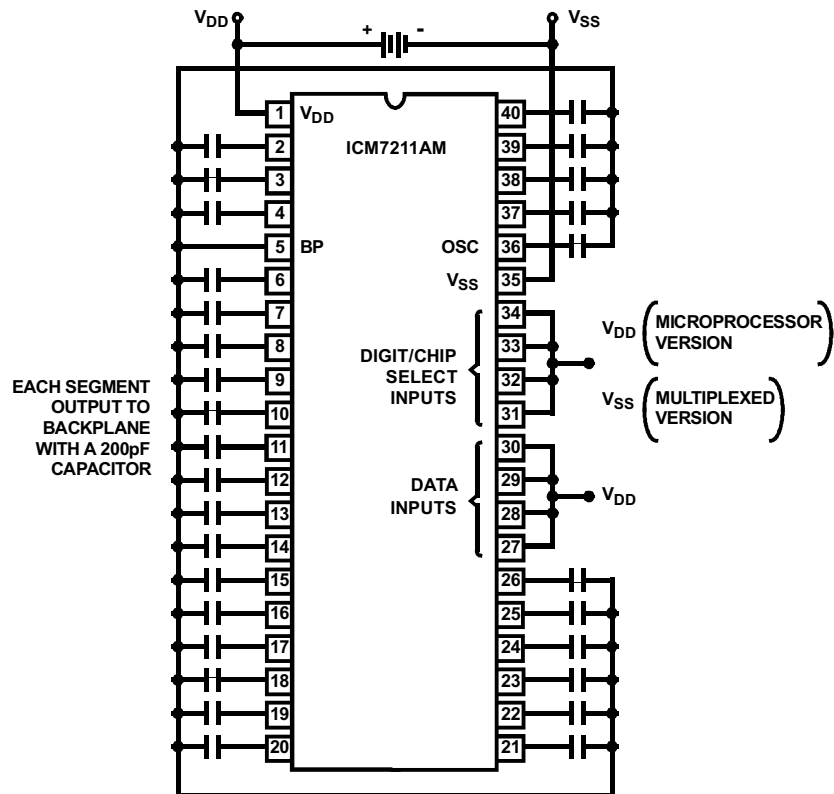 VDD
+
-
VSS
1
VDD
40
2
ICM7211AM
39
3
38
4
37
5
BP
OSC
36
6
VSS
35
7
34
8
33
9
32
10
31
11
30
12
29
13
28
14
27
15
26
16
25
17
24
18
23
19
22
20
21
DIGIT/CHIP
SELECT
INPUTS
DATA
INPUTS
VDD
(MICROPROCESSOR
VERSION)
VSS
(MULTIPLEXED
VERSION)
VDD
EACH SEGMENT
OUTPUT TO
BACKPLANE
WITH A 200pF
CAPACITOR